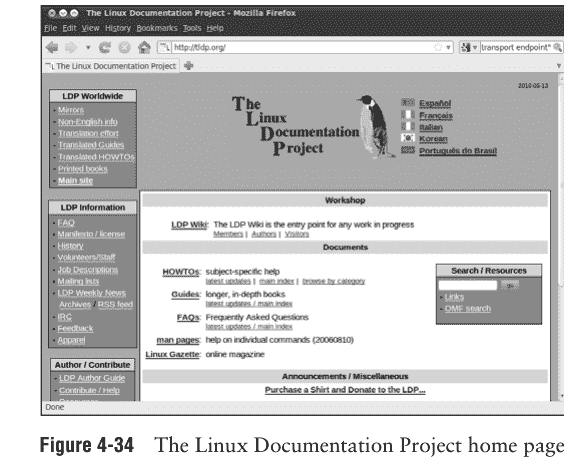 The Linux Documentation Project - Mozilla Firefox
File Edit View History Bookmarks Tools Help
http://tldp.org/
transport endpoint"
The Linux Documentation Project
2010-05-13
LDP Worldwide
Mirrors
Non-English info
Translation effort
Translated Guides
Translated HOWTOs
Printed books
Main site
The
Linux
Documentation
Project
Español
Français
Italian
Korean
Português do Brasil
LDP Information
FAQ
Manifesto / license
History
Volunteers/Staff
Job Descriptions
Mailing lists
LDP Weekly News
Archives / RSS feed
IRC
Feedback
Apparel
Author / Contribute
LDP Author Guide
Contribute / Help
Workshop
LDP Wiki: The LDP Wiki is the entry point for any work in progress
Members | Authors | Visitors
Documents
HOWTOs: subject-specific help
latest updates | main index | browse by category
Guides: longer, in-depth books
latest updates / main index
FAQs: Frequently Asked Questions
latest updates / main index
man pages: help on individual commands (20060810)
Linux Gazette: online magazine
Search / Resources
go
Links
OMF search
Announcements / Miscellaneous
Purchase a Shirt and Donate to the LDP...
Done
Figure 4-34 The Linux Documentation Project home page